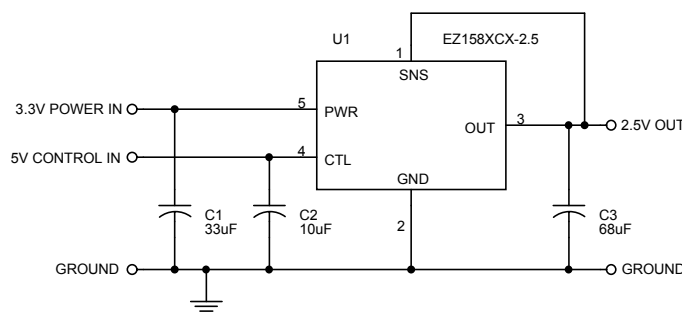 U1
EZ158XCX-2.5
1
SNS
3.3V POWER IN
5
PWR
OUT
3
2.5V OUT
5V CONTROL IN
4
CTL
GND
2
C1
33uF
C2
10uF
C3
68uF
GROUND
GROUND